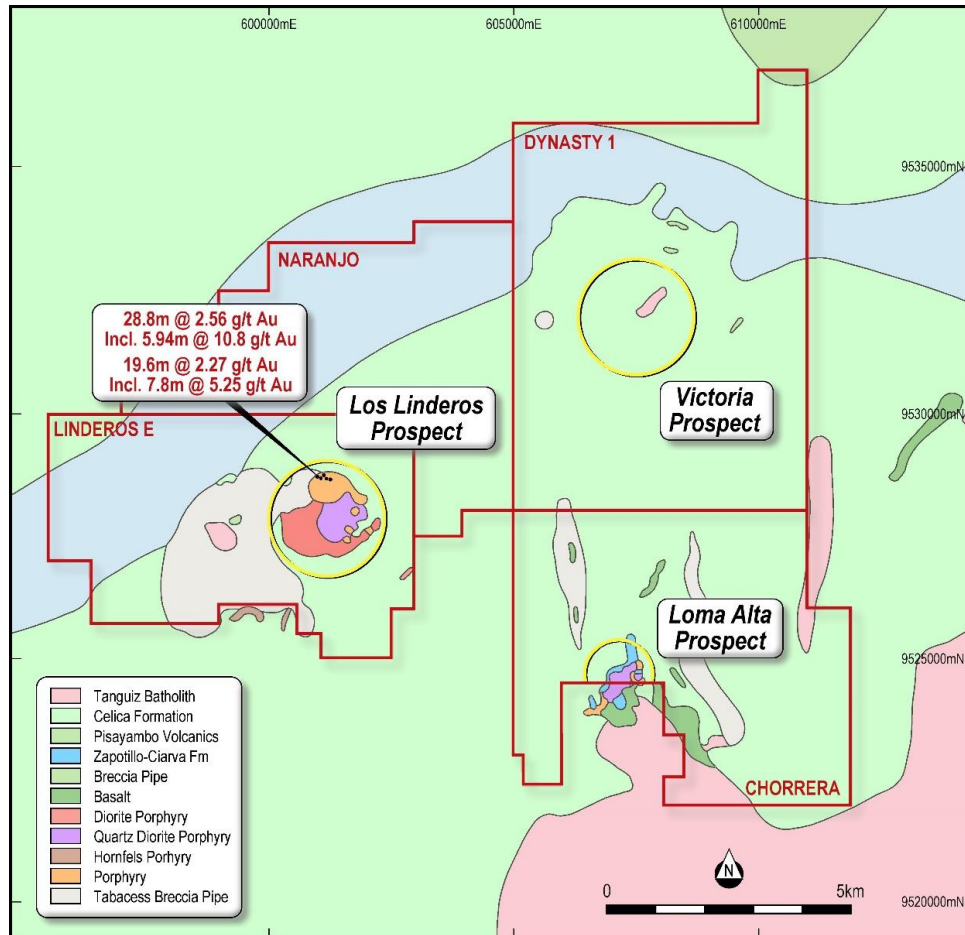 600000mE
605000mE
610000mE
DYNASTY 1
9535000mN
NARANJO
28.8m @ 2.56 g/t Au
Incl. 5.94m @ 10.8 g/t Au
19.6m @ 2.27 g/t Au
Incl. 7.8m @ 5.25 g/t Au
Los Linderos
Prospect
Victoria
Prospect
9530000mN
LINDEROS E
Loma Alta
Prospect
9525000mN
Tanguiz Batholith
Celica Formation
Pisayambo Volcanics
Zapotillo-Ciarva Fm
Breccia Pipe
Basalt
Diorite Porphyry
Quartz Diorite Porphyry
Hornfels Porhyry
Porphyry
Tabacess Breccia Pipe
CHORRERA
N
0
5km
9520000mN